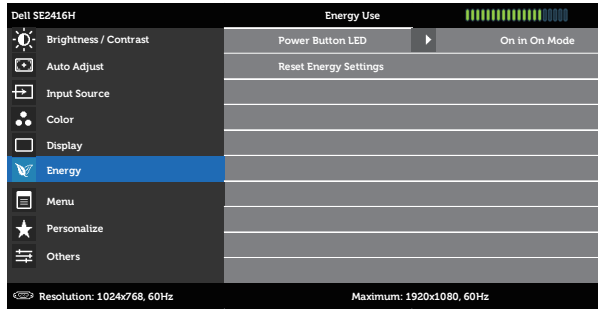 Dell SE2416H Energy Use
Brightness / Contrast Power Button LED On in On Mode
Auto Adjust Reset Energy Settings
Input Source
Color
Display
Energy
Menu
Personalize
Others
Resolution: 1024x768, 60Hz Maximum: 1920x1080, 60Hz